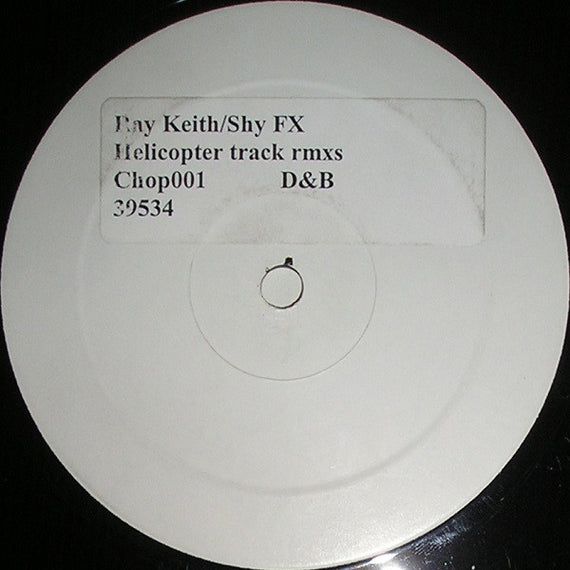 Ray Keith/Shy FX
Helicopter track rmxs
Chop001 D&B
39534